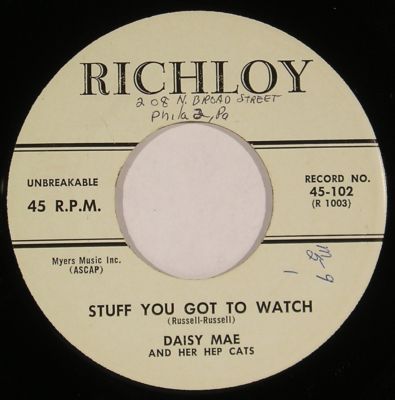 RICHLOY
208 N. BROAD STREET
Phila 2, Pa
UNBREAKABLE
45 R.P.M.
RECORD NO.
45-102
(R 1003)
Myers Music Inc.
(ASCAP)
STUFF YOU GOT TO WATCH
(Russell-Russell)
DAISY MAE
AND HER HEP CATS